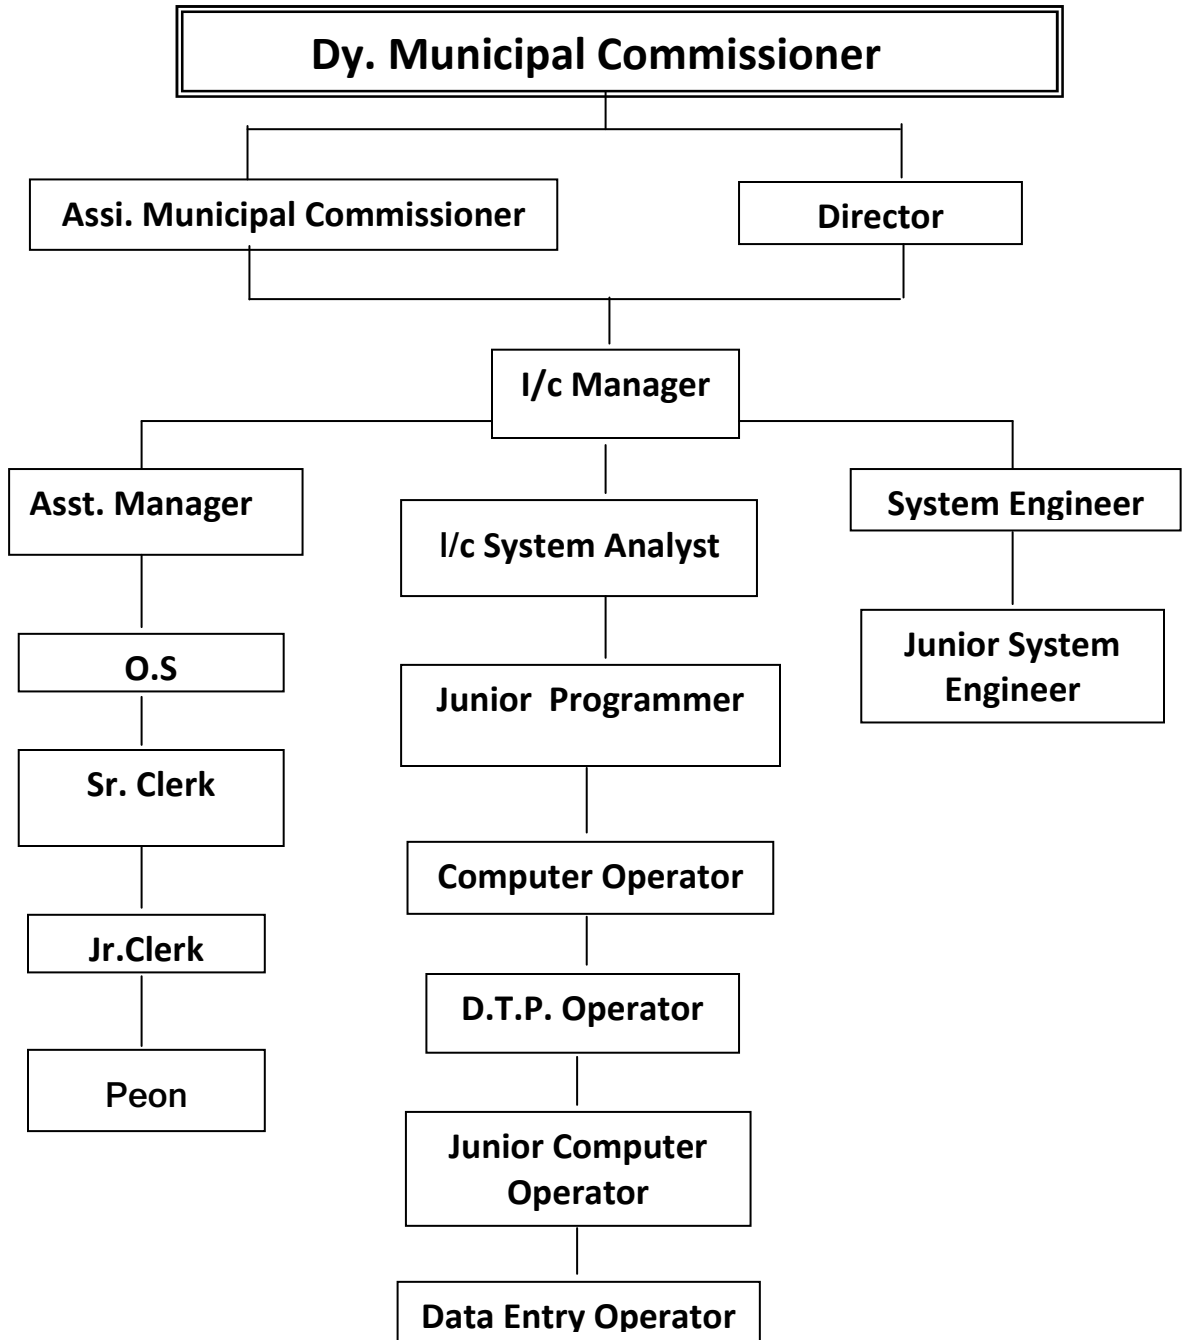 Dy. Municipal Commissioner
Assi. Municipal Commissioner
Director
I/c Manager
Asst. Manager
I/c System Analyst
System Engineer
O.S
Junior Programmer
Junior System
Engineer
Sr. Clerk
Computer Operator
Jr.Clerk
D.T.P. Operator
Peon
Junior Computer
Operator
Data Entry Operator